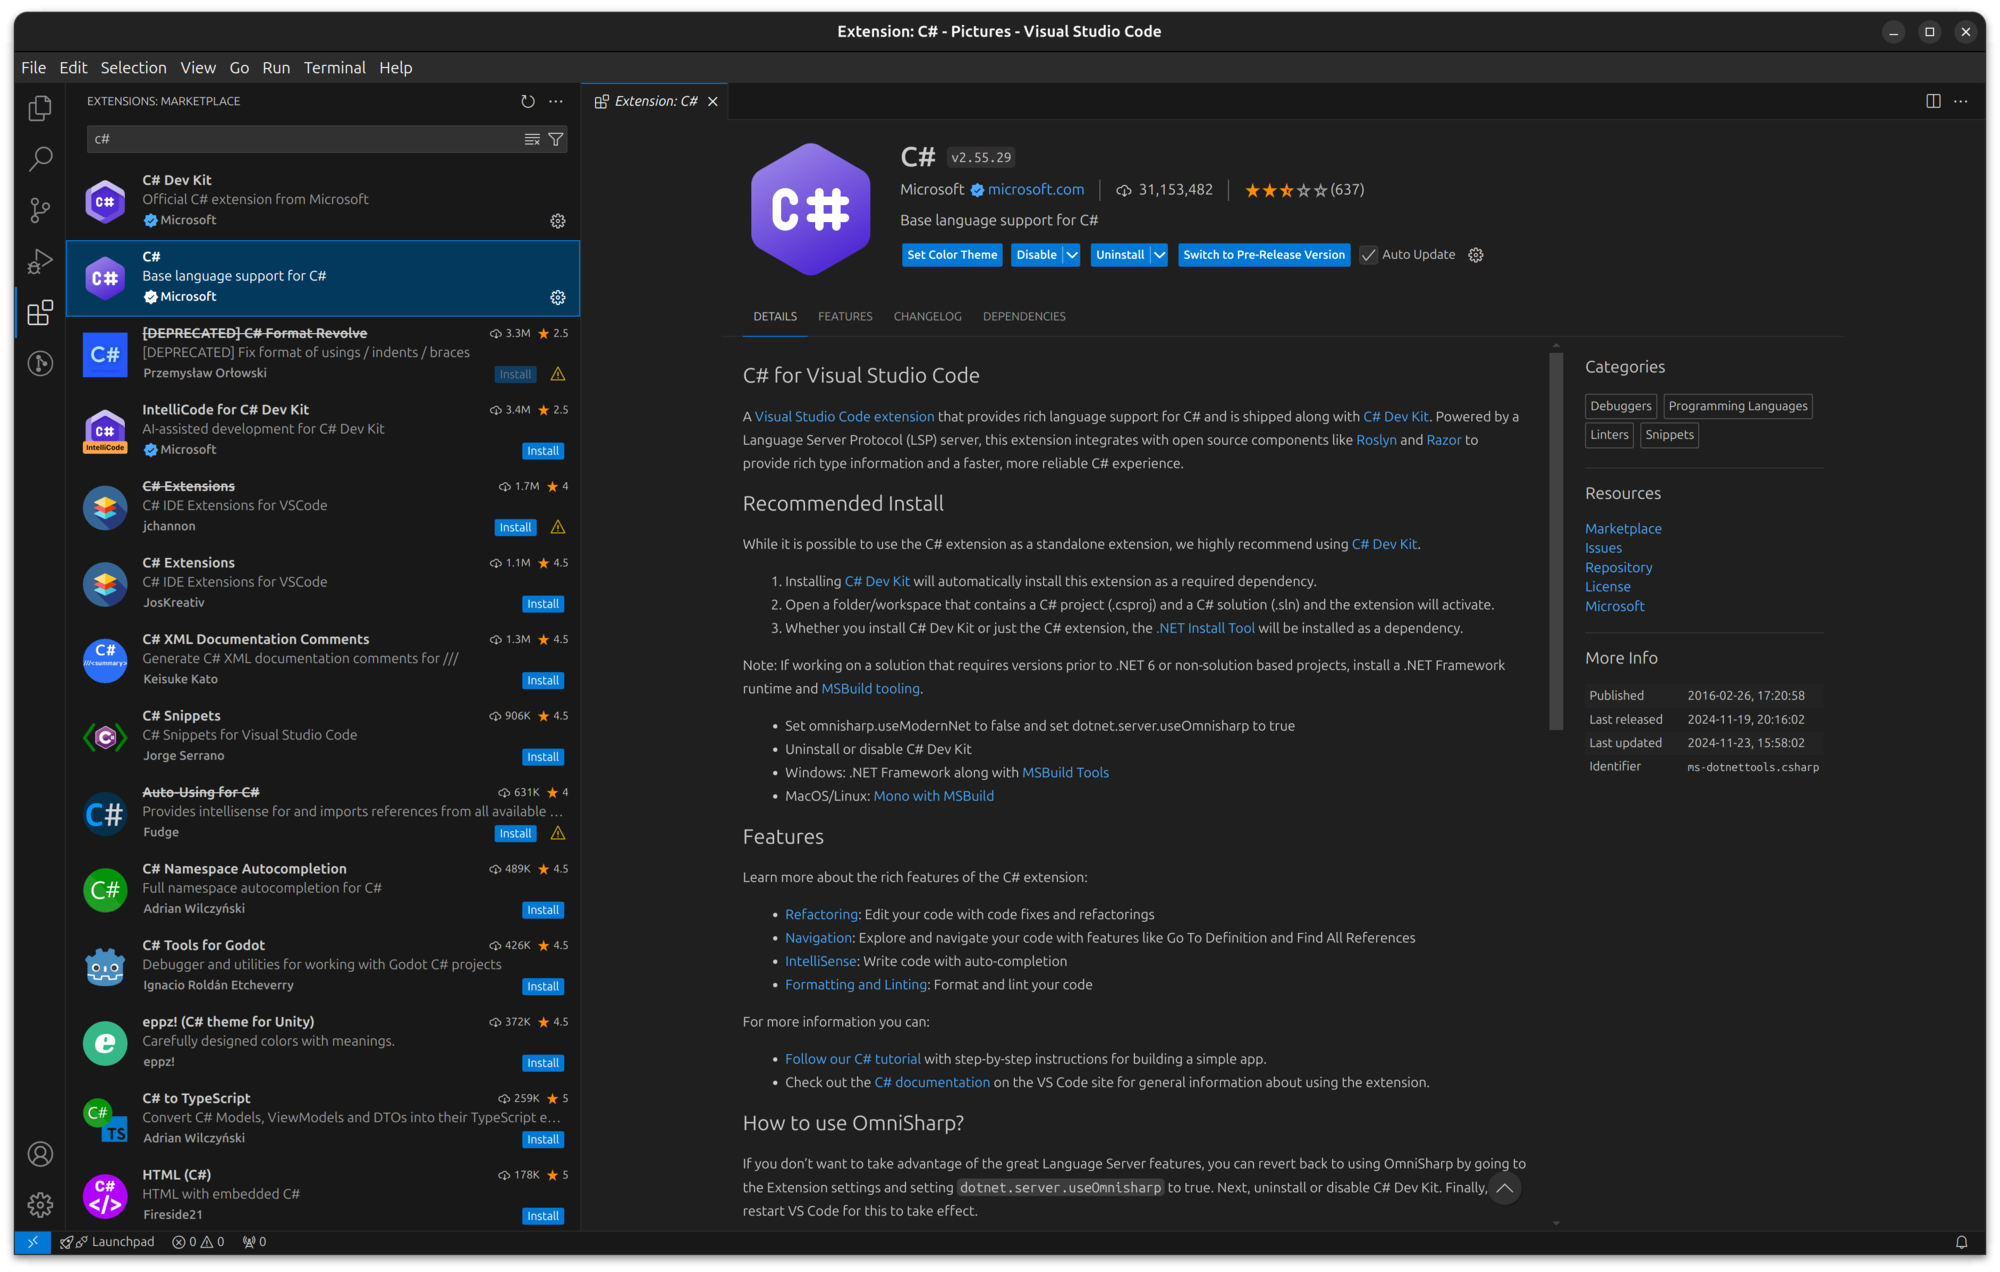 Extension: C# - Pictures - Visual Studio Code
File Edit Selection View Go Run Terminal Help
EXTENSIONS: MARKETPLACE
c#
C# Dev Kit
Official C# extension from Microsoft
Microsoft
C#
Base language support for C#
Microsoft
[DEPRECATED] C# Format Revolve 3.3M 2.5
[DEPRECATED] Fix format of usings / indents / braces
Przemysław Orłowski Install
IntelliCode for C# Dev Kit 3.4M 2.5
AI-assisted development for C# Dev Kit
IntelliCode
Microsoft Install
C# Extensions 1.7M 4
C# IDE Extensions for VSCode
jchannon Install
C# Extensions 1.1M 4.5
C# IDE Extensions for VSCode
JosKreativ Install
C# XML Documentation Comments 1.3M 4.5
Generate C# XML documentation comments for ///
///<summary>
Keisuke Kato Install
C# Snippets 906K 4.5
C# Snippets for Visual Studio Code
Jorge Serrano Install
Auto-Using for C# 631K 4
Provides intellisense for and imports references from all available ...
Fudge Install
C# Namespace Autocompletion 489K 4.5
Full namespace autocompletion for C#
Adrian Wilczyński Install
C# Tools for Godot 426K 4.5
Debugger and utilities for working with Godot C# projects
Ignacio Roldán Etcheverry Install
eppz! (C# theme for Unity) 372K 4.5
Carefully designed colors with meanings.
eppz! Install
C# to TypeScript 259K 5
Convert C# Models, ViewModels and DTOs into their TypeScript e...
Adrian Wilczyński Install
HTML (C#) 178K 5
HTML with embedded C#
Fireside21 Install
Extension: C#
C#
C# v2.55.29
Microsoft microsoft.com 31,153,482 (637)
Base language support for C#
Set Color Theme Disable Uninstall Switch to Pre-Release Version Auto Update
DETAILS FEATURES CHANGELOG DEPENDENCIES
C# for Visual Studio Code
A Visual Studio Code extension that provides rich language support for C# and is shipped along with C# Dev Kit. Powered by a
Language Server Protocol (LSP) server, this extension integrates with open source components like Roslyn and Razor to
provide rich type information and a faster, more reliable C# experience.
Recommended Install
While it is possible to use the C# extension as a standalone extension, we highly recommend using C# Dev Kit.
1. Installing C# Dev Kit will automatically install this extension as a required dependency.
2. Open a folder/workspace that contains a C# project (.csproj) and a C# solution (.sln) and the extension will activate.
3. Whether you install C# Dev Kit or just the C# extension, the .NET Install Tool will be installed as a dependency.
Note: If working on a solution that requires versions prior to .NET 6 or non-solution based projects, install a .NET Framework
runtime and MSBuild tooling.
• Set omnisharp.useModernNet to false and set dotnet.server.useOmnisharp to true
• Uninstall or disable C# Dev Kit
• Windows: .NET Framework along with MSBuild Tools
• MacOS/Linux: Mono with MSBuild
Features
Learn more about the rich features of the C# extension:
• Refactoring: Edit your code with code fixes and refactorings
• Navigation: Explore and navigate your code with features like Go To Definition and Find All References
• IntelliSense: Write code with auto-completion
• Formatting and Linting: Format and lint your code
For more information you can:
• Follow our C# tutorial with step-by-step instructions for building a simple app.
• Check out the C# documentation on the VS Code site for general information about using the extension.
How to use OmniSharp?
If you don't want to take advantage of the great Language Server features, you can revert back to using OmniSharp by going to
the Extension settings and setting dotnet.server.useOmnisharp to true. Next, uninstall or disable C# Dev Kit. Finally,
restart VS Code for this to take effect.
Categories
Debuggers Programming Languages
Linters Snippets
Resources
Marketplace
Issues
Repository
License
Microsoft
More Info
Published 2016-02-26, 17:20:58
Last released 2024-11-19, 20:16:02
Last updated 2024-11-23, 15:58:02
Identifier ms-dotnettools.csharp
Launchpad 0 0 0